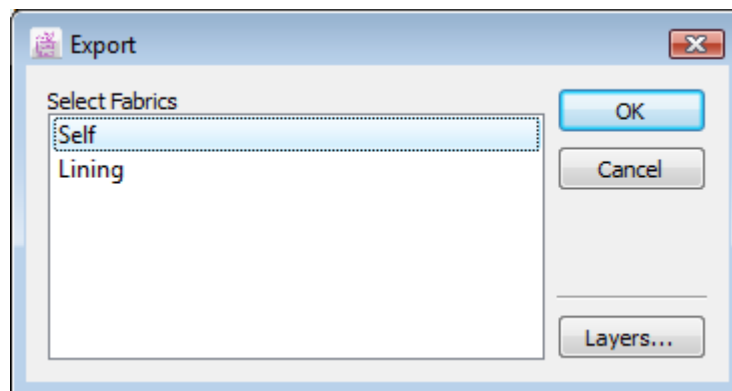 Export
Select Fabrics
Self
Lining
OK
Cancel
Layers...